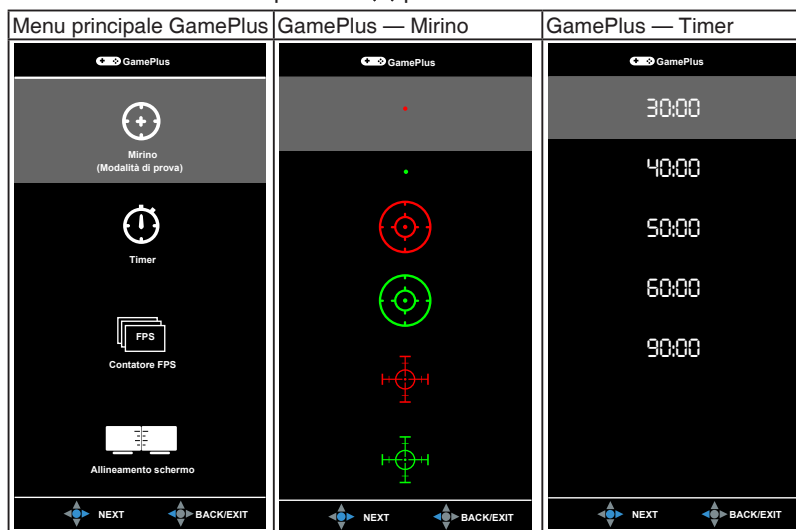 Menu principale GamePlus
GamePlus
Mirino
(Modalità di prova)
Timer
FPS
Contatore FPS
Allineamento schermo
NEXT BACK/EXIT
GamePlus — Mirino
GamePlus
NEXT BACK/EXIT
GamePlus — Timer
GamePlus
30:00
40:00
50:00
60:00
90:00
NEXT BACK/EXIT